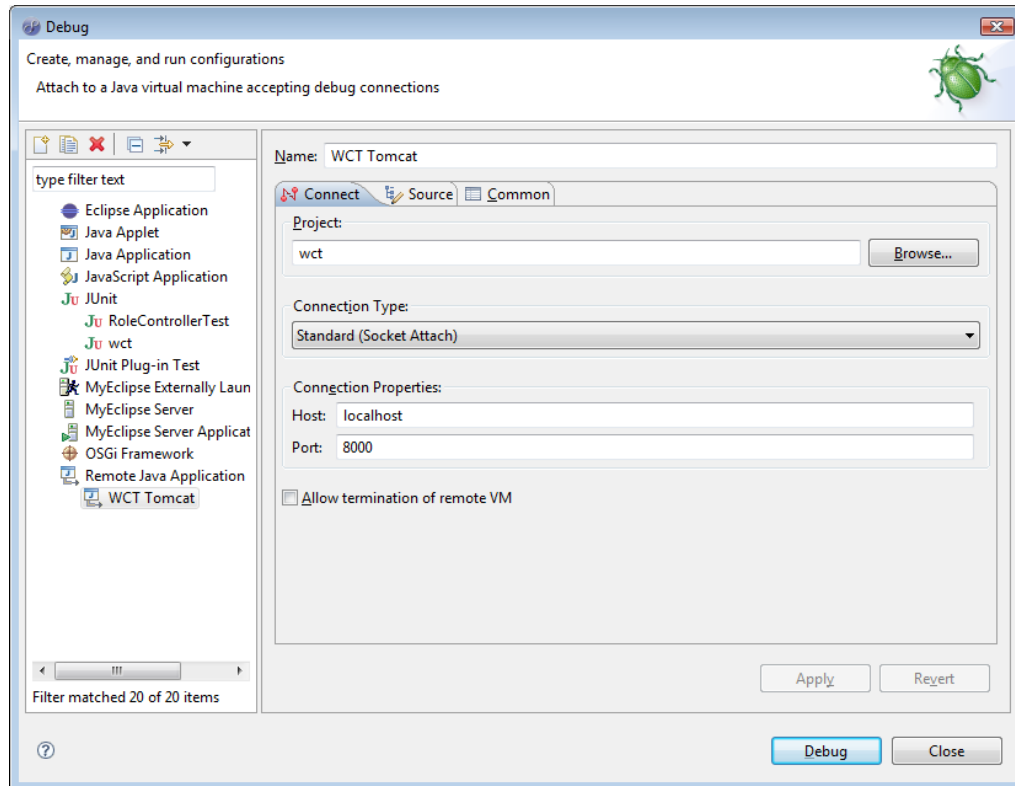 Debug
Create, manage, and run configurations
Attach to a Java virtual machine accepting debug connections
type filter text
Eclipse Application
Java Applet
Java Application
JavaScript Application
JUnit
RoleControllerTest
wct
JUnit Plug-in Test
MyEclipse Externally Laun
MyEclipse Server
MyEclipse Server Applicat
OSGi Framework
Remote Java Application
WCT Tomcat
Filter matched 20 of 20 items
Name: WCT Tomcat
Connect Source Common
Project:
wct Browse...
Connection Type:
Standard (Socket Attach)
Connection Properties:
Host: localhost
Port: 8000
Allow termination of remote VM
Apply Revert
Debug Close